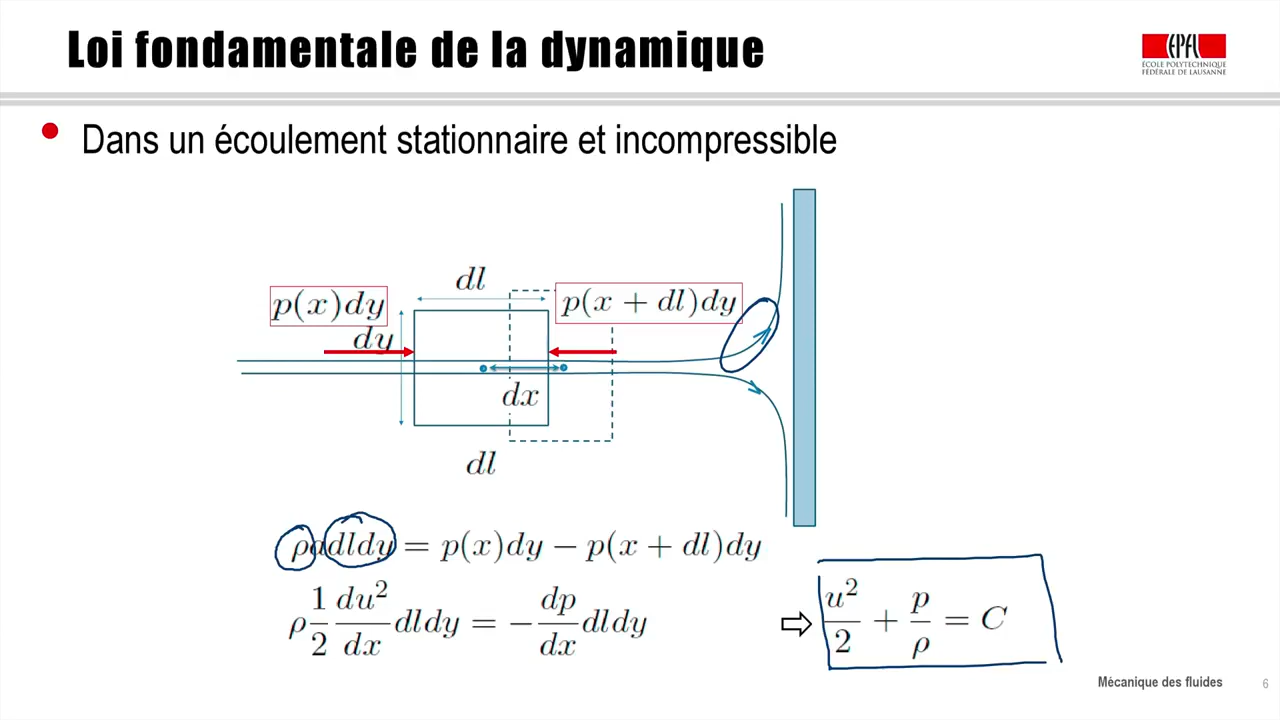 Loi fondamentale de la dynamique
EPFL
ÉCOLE POLYTECHNIQUE
FÉDÉRALE DE LAUSANNE
Dans un écoulement stationnaire et incompressible
dl
p(x)dy
p(x + dl)dy
dy
dx
dl
ρadldy = p(x)dy − p(x + dl)dy
ρ 1/2 du²/dx dldy = − dp/dx dldy ⇨ u²/2 + p/ρ = C
Mécanique des fluides 6